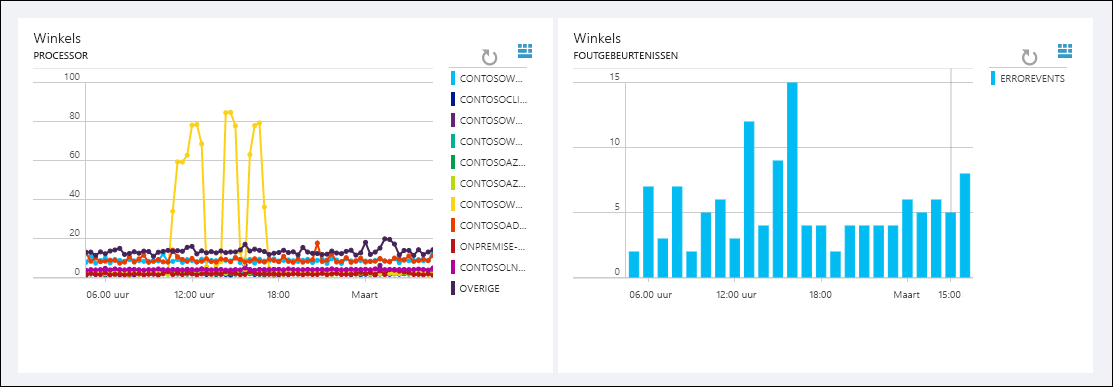 Winkels
PROCESSOR
100
80
60
40
20
0
06.00 uur
12:00 uur
18:00
Maart
CONTOSOW...
CONTOSOCLI...
CONTOSOW...
CONTOSOW...
CONTOSOAZ...
CONTOSOAZ...
CONTOSOW...
CONTOSOAD...
ONPREMISE-...
CONTOSOLN...
OVERIGE
Winkels
FOUTGEBEURTENISSEN
15
10
5
0
06.00 uur
12:00 uur
18:00
Maart
15:00
ERROREVENTS